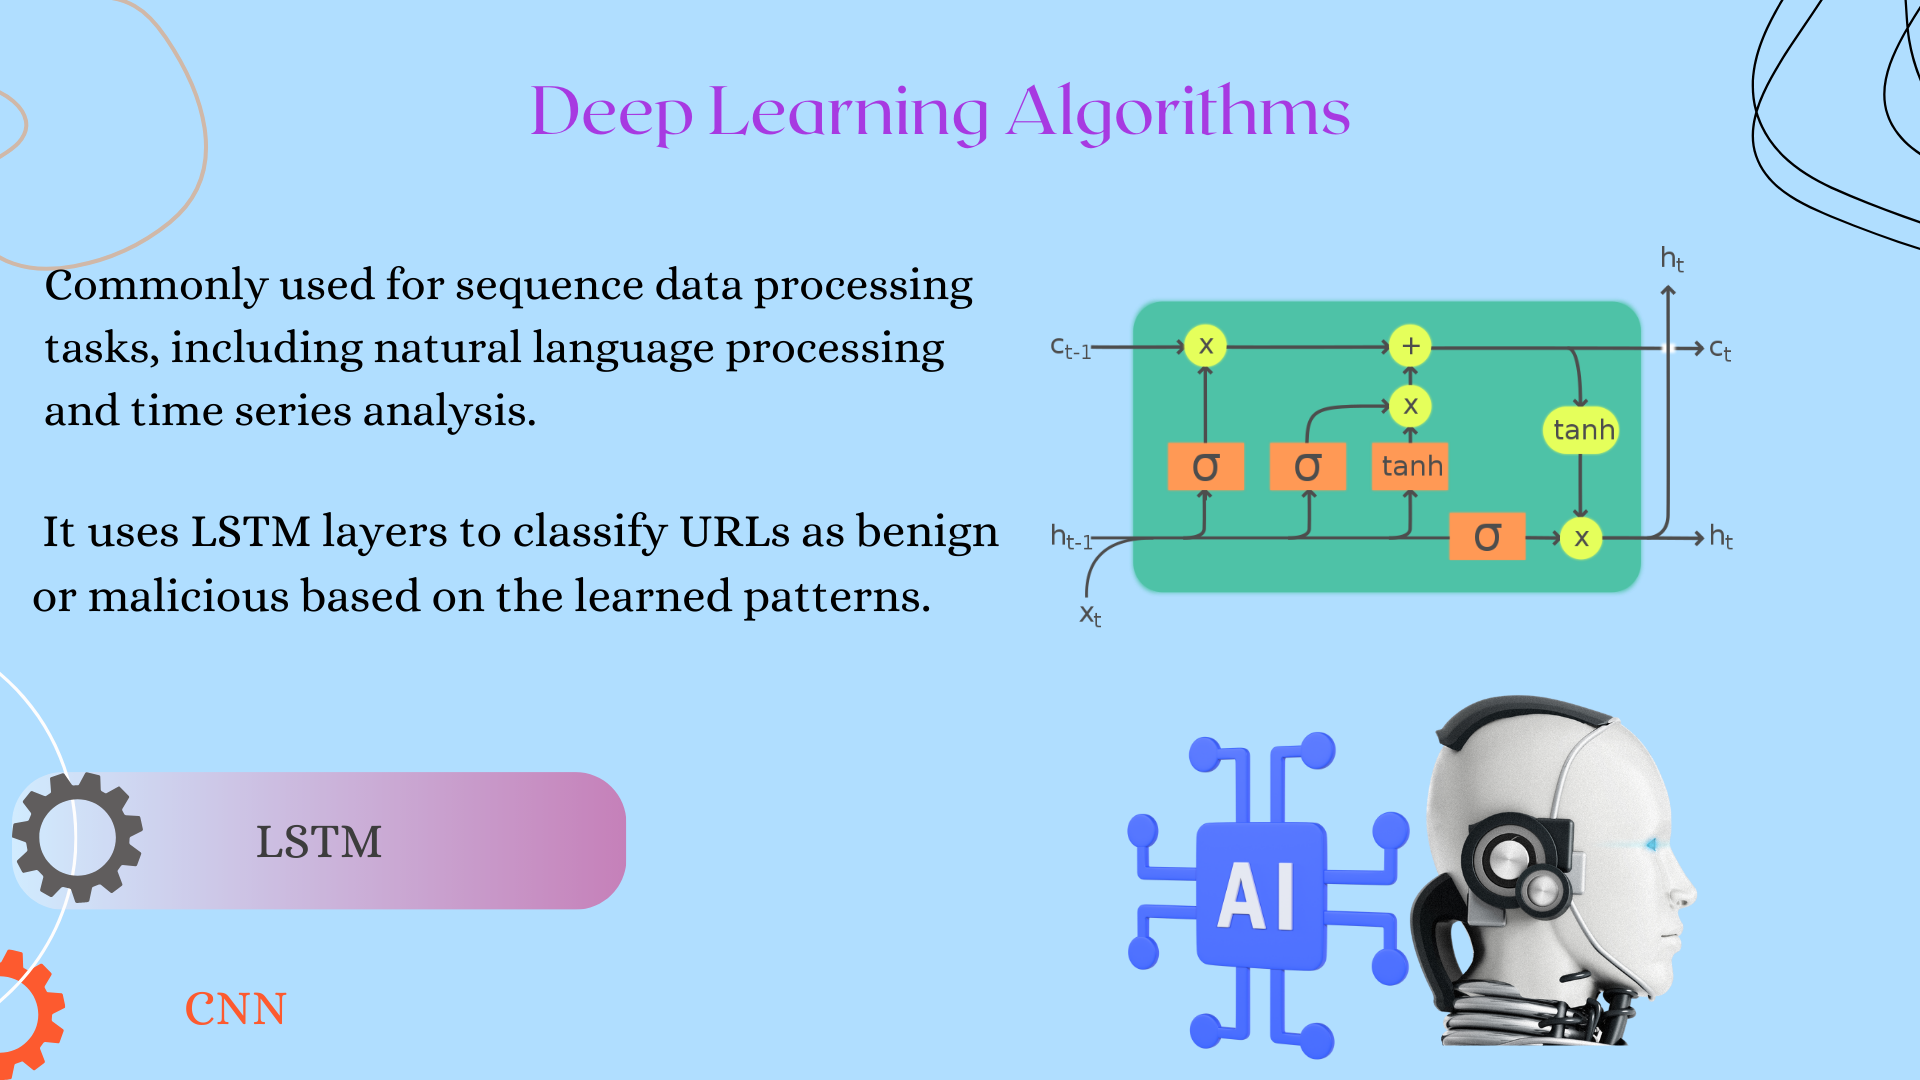 Deep Learning Algorithms
Commonly used for sequence data processing
tasks, including natural language processing
and time series analysis.
It uses LSTM layers to classify URLs as benign
or malicious based on the learned patterns.
h_t
c_{t-1} x + c_t
x
tanh
σ σ tanh
h_{t-1} σ x h_t
x_t
LSTM
AI
CNN